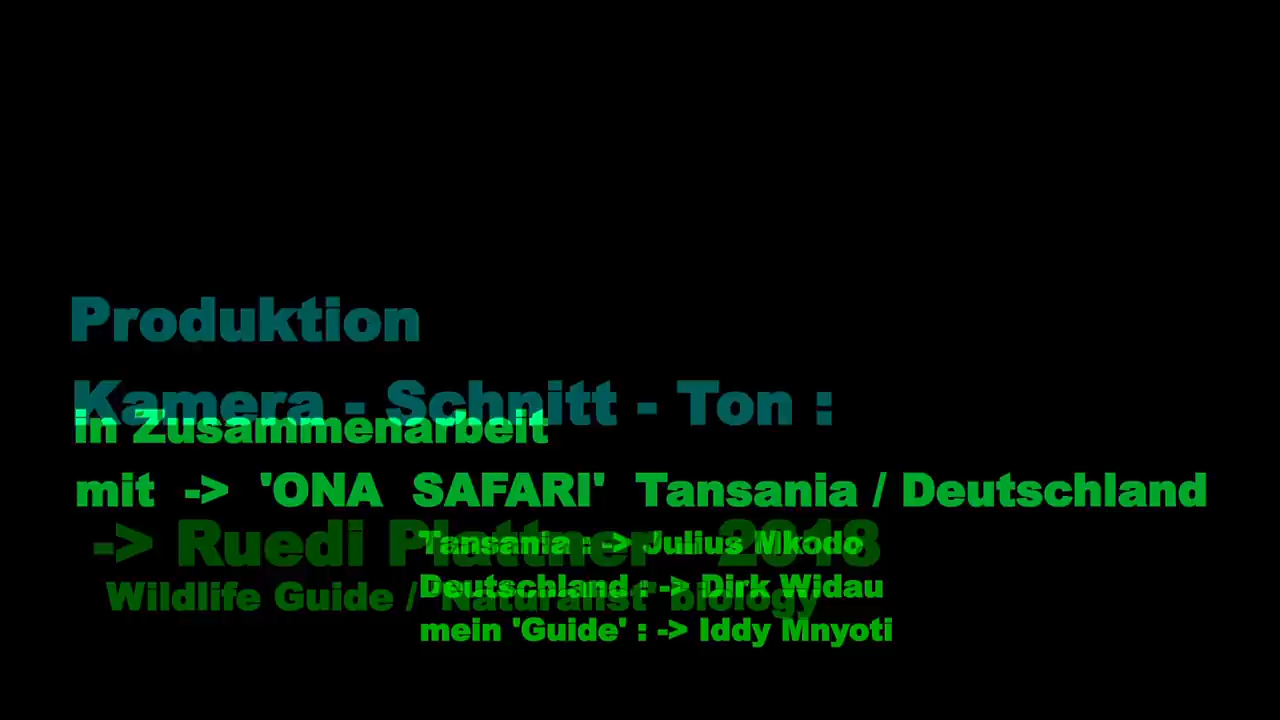 Produktion
Kamera - Schnitt - Ton :
in Zusammenarbeit
mit -> 'ONA SAFARI' Tansania / Deutschland
-> Ruedi Plattner - 2018
Tansania : -> Julius Mkodo
Deutschland : -> Dirk Widau
Wildlife Guide / 'Naturalist' biology
mein 'Guide' : -> Iddy Mnyoti